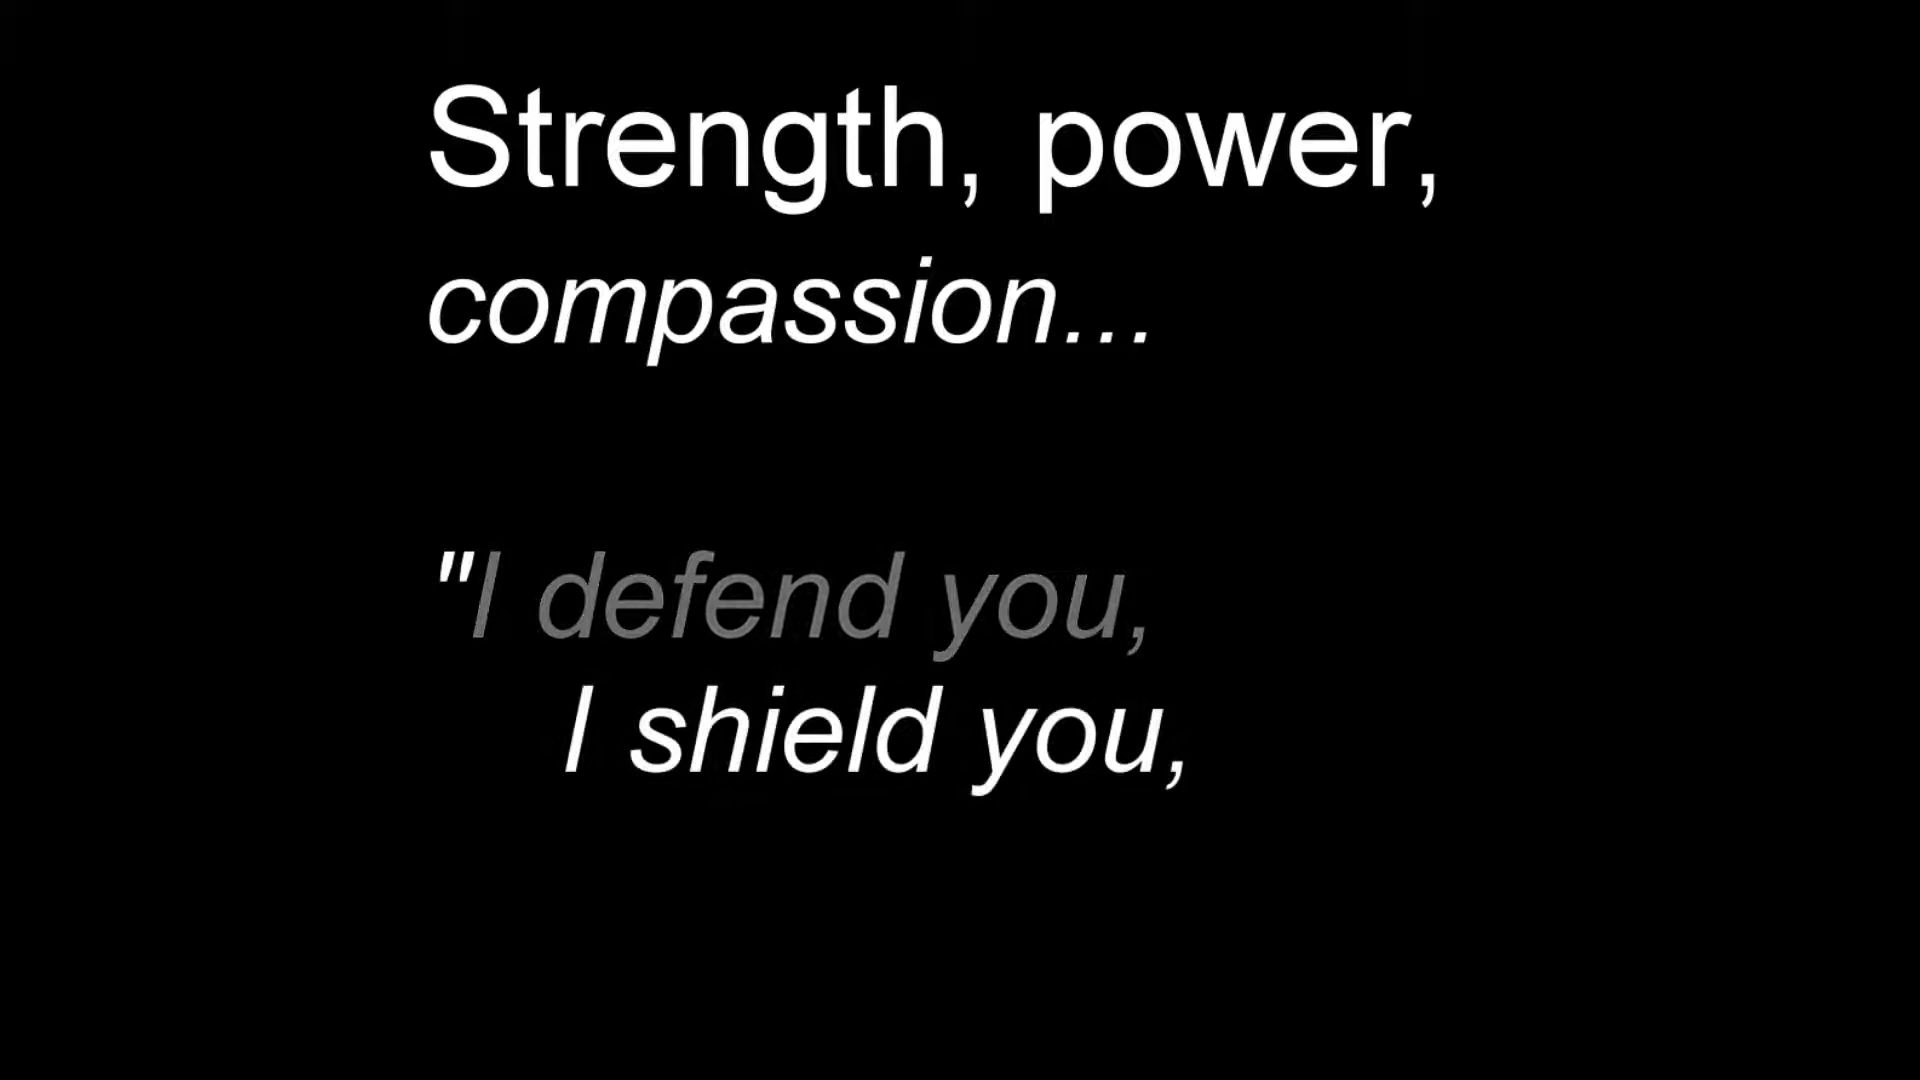 Strength, power,
compassion...
"I defend you,
I shield you,